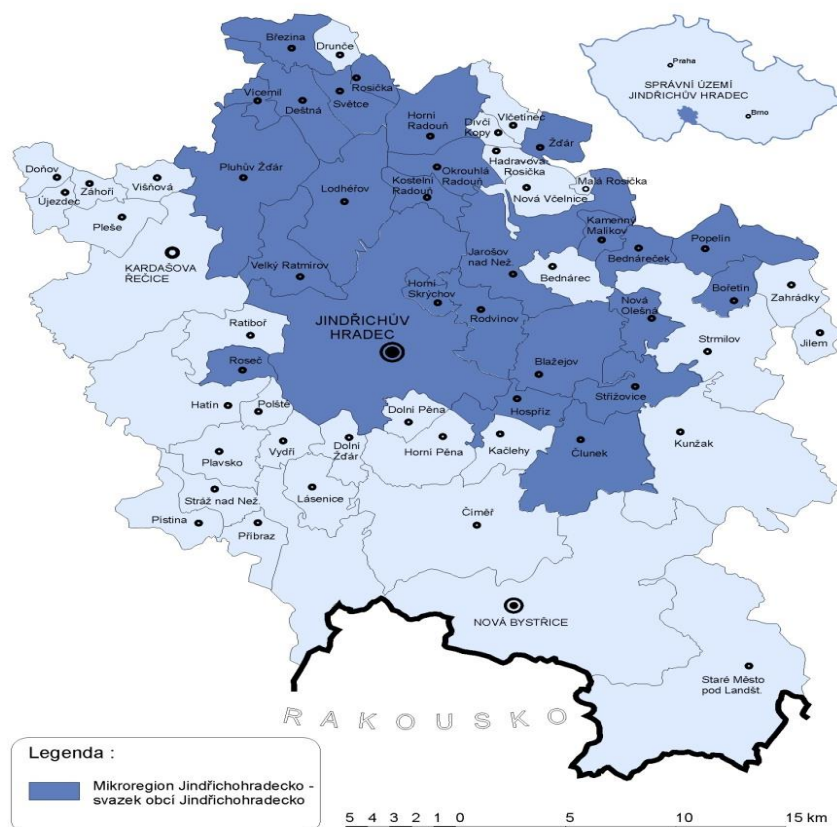 Březina
Drunče
Rosička
Světce
Vícemil
Deštná
Horní
Radouň
Dívčí
Kopy
Vlčetínec
Žďár
Hadravova
Rosička
Malá Rosička
Nová Včelnice
Okrouhlá
Radouň
Kostelní
Radouň
Pluhův Žďár
Lodhéřov
Doňov
Záhoří
Višňová
Újezdec
Pleše
KARDAŠOVA
ŘEČICE
Velký Ratmírov
Jarošov
nad Než.
Kamenný
Malíkov
Bednáreček
Popelín
Bednárec
Bořetín
Zahrádky
Horní
Skrýchov
Rodvínov
Nová
Olešná
Strmilov
Jilem
JINDŘICHŮV
HRADEC
Ratiboř
Roseč
Blažejov
Střížovice
Hatín
Polště
Dolní Pěna
Hospříz
Horní Pěna
Kačlehy
Člunek
Kunžak
Plavsko
Vydří
Dolní
Žďár
Stráž nad Než.
Lásenice
Pístina
Příbraz
Číměř
NOVÁ BYSTŘICE
Staré Město
pod Landšt.
RAKOUSKO
Praha
SPRÁVNÍ ÚZEMÍ
JINDŘICHŮV HRADEC
Brno
Legenda :
Mikroregion Jindřichohradecko -
svazek obcí Jindřichohradecko
5 4 3 2 1 0 5 10 15 km